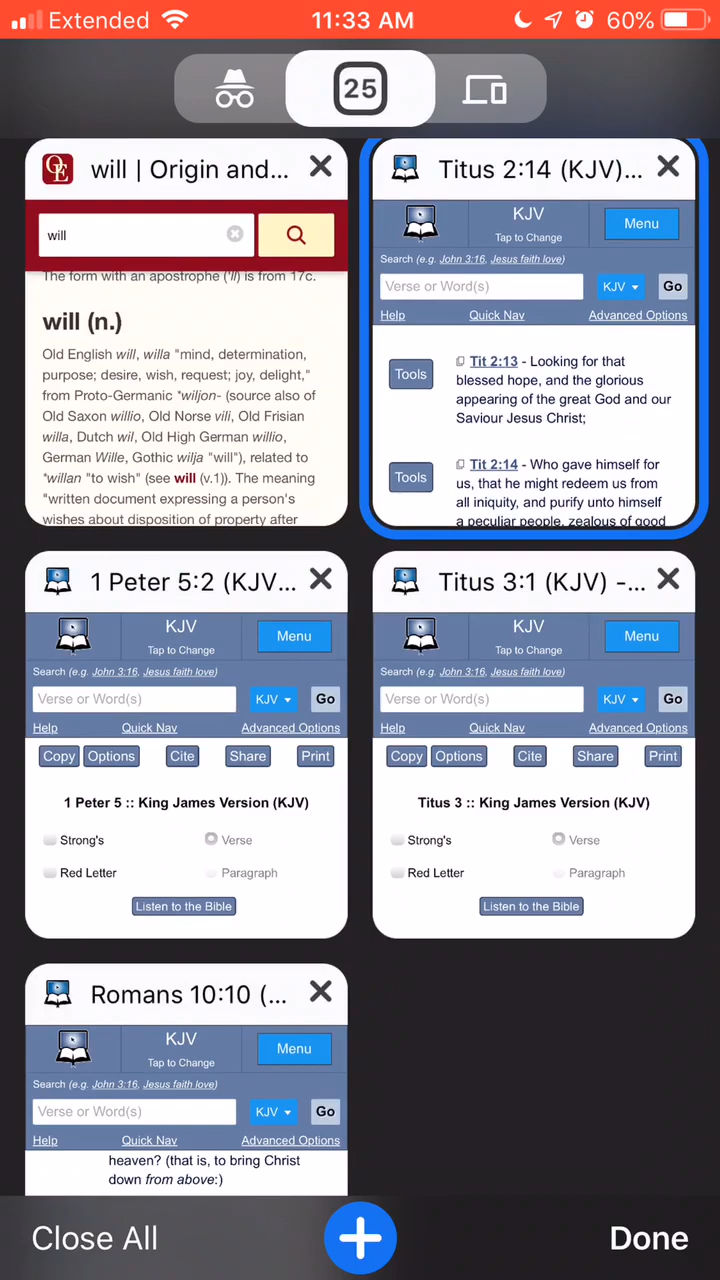 Extended 11:33 AM 60%
25
will | Origin and...
will
The form with an apostrophe ('ll) is from 17c.
will (n.)
Old English will, willa "mind, determination,
purpose; desire, wish, request; joy, delight,"
from Proto-Germanic *wiljon- (source also of
Old Saxon willio, Old Norse vili, Old Frisian
willa, Dutch wil, Old High German willio,
German Wille, Gothic wilja "will"), related to
*willan "to wish" (see will (v.1)). The meaning
"written document expressing a person's
wishes about disposition of property after
Titus 2:14 (KJV)...
KJV
Tap to Change
Menu
Search (e.g. John 3:16, Jesus faith love)
Verse or Word(s) KJV Go
Help Quick Nav Advanced Options
Tools
Tit 2:13 - Looking for that
blessed hope, and the glorious
appearing of the great God and our
Saviour Jesus Christ;
Tools
Tit 2:14 - Who gave himself for
us, that he might redeem us from
all iniquity, and purify unto himself
a peculiar people, zealous of good
1 Peter 5:2 (KJV...
KJV
Tap to Change
Menu
Search (e.g. John 3:16, Jesus faith love)
Verse or Word(s) KJV Go
Help Quick Nav Advanced Options
Copy Options Cite Share Print
1 Peter 5 :: King James Version (KJV)
Strong's Verse
Red Letter Paragraph
Listen to the Bible
Titus 3:1 (KJV) -...
KJV
Tap to Change
Menu
Search (e.g. John 3:16, Jesus faith love)
Verse or Word(s) KJV Go
Help Quick Nav Advanced Options
Copy Options Cite Share Print
Titus 3 :: King James Version (KJV)
Strong's Verse
Red Letter Paragraph
Listen to the Bible
Romans 10:10 (...
KJV
Tap to Change
Menu
Search (e.g. John 3:16, Jesus faith love)
Verse or Word(s) KJV Go
Help Quick Nav Advanced Options
heaven? (that is, to bring Christ
down from above:)
Close All Done